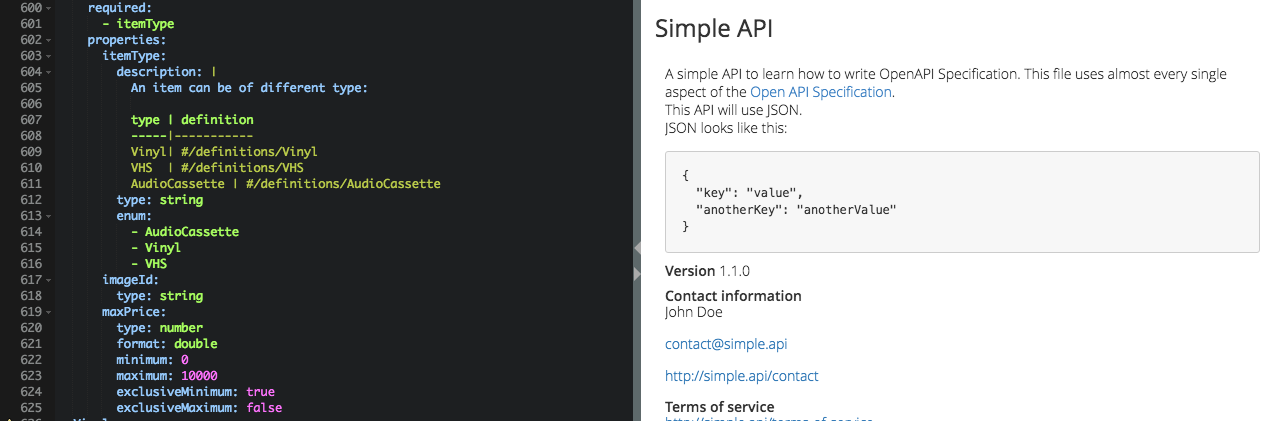 600 required:
601 - itemType
602 properties:
603 itemType:
604 description: |
605 An item can be of different type:
606
607 type | definition
608 -----|-----------
609 Vinyl| #/definitions/Vinyl
610 VHS  | #/definitions/VHS
611 AudioCassette | #/definitions/AudioCassette
612 type: string
613 enum:
614 - AudioCassette
615 - Vinyl
616 - VHS
617 imageId:
618 type: string
619 maxPrice:
620 type: number
621 format: double
622 minimum: 0
623 maximum: 10000
624 exclusiveMinimum: true
625 exclusiveMaximum: false
Simple API
A simple API to learn how to write OpenAPI Specification. This file uses almost every single
aspect of the Open API Specification.
This API will use JSON.
JSON looks like this:
{
"key": "value",
"anotherKey": "anotherValue"
}
Version 1.1.0
Contact information
John Doe
contact@simple.api
http://simple.api/contact
Terms of service